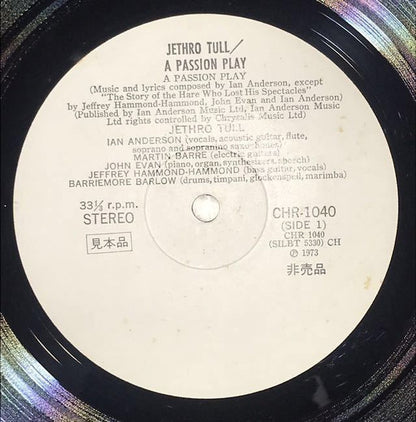 JETHRO TULL/
A PASSION PLAY
A PASSION PLAY
(Music and lyrics composed by Ian Anderson, except
"The Story of the Hare Who Lost His Spectacles"
by Jeffrey Hammond-Hammond, John Evan and Ian Anderson)
(Published by Ian Anderson Music Ltd, Ian Anderson Music
Ltd rights controlled by Chrysalis Music Ltd)
JETHRO TULL
IAN ANDERSON (vocals, acoustic guitar, flute,
soprano and sopranino saxophones)
MARTIN BARRE (electric guitars)
JOHN EVAN (piano, organ, synthesizers, speech)
JEFFREY HAMMOND-HAMMOND (bass guitar, vocals)
BARRIEMORE BARLOW (drums, timpani, glockenspiel, marimba)
33⅓ r.p.m.
STEREO
見本品
CHR-1040
(SIDE 1)
CHR 1040
(SILBT 5330) CH
Ⓟ 1973
非売品